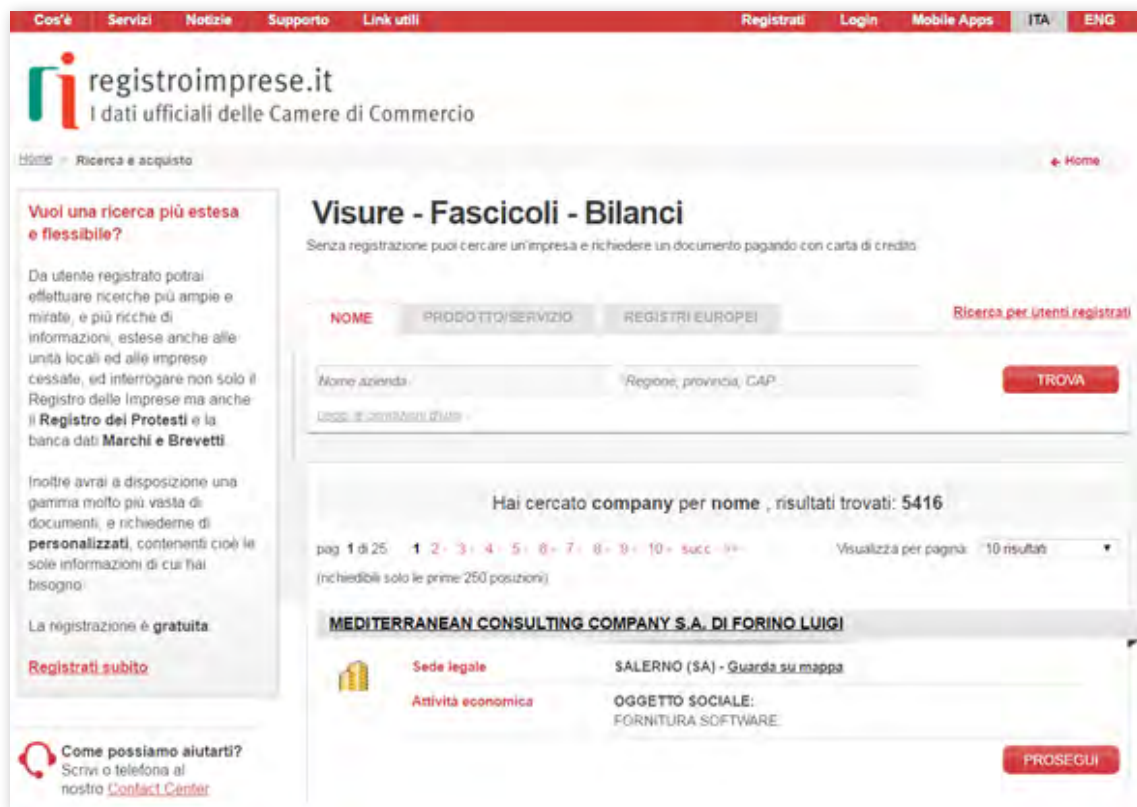 Cos'è Servizi Notizie Supporto Link utili Registrati Login Mobile Apps ITA ENG
registroimprese.it
I dati ufficiali delle Camere di Commercio
Home Ricerca e acquisto Home
Vuoi una ricerca più estesa
e flessibile?
Da utente registrato potrai
effettuare ricerche più ampie e
mirate, e più ricche di
informazioni, estese anche alle
unità locali ed alle imprese
cessate, ed interrogare non solo il
Registro delle Imprese ma anche
il Registro dei Protesti e la
banca dati Marchi e Brevetti
Inoltre avrai a disposizione una
gamma molto più vasta di
documenti, e richiederne di
personalizzati, contenenti cioè le
sole informazioni di cui hai
bisogno
La registrazione è gratuita
Registrati subito
Come possiamo aiutarti?
Scrivi o telefona al
nostro Contact Center
Visure - Fascicoli - Bilanci
Senza registrazione puoi cercare un'impresa e richiedere un documento pagando con carta di credito
NOME PRODOTTO/SERVIZIO REGISTRI EUROPEI Ricerca per utenti registrati
Nome azienda Regione, provincia, CAP TROVA
Leggi le condizioni d'uso
Hai cercato company per nome , risultati trovati: 5416
pag 1 di 25 1 2 - 3 - 4 - 5 - 6 - 7 - 8 - 9 - 10 - succ >> Visualizza per pagina: 10 risultati
(richiedibili solo le prime 250 posizioni)
MEDITERRANEAN CONSULTING COMPANY S.A. DI FORINO LUIGI
Sede legale SALERNO (SA) - Guarda su mappa
Attività economica OGGETTO SOCIALE:
FORNITURA SOFTWARE.
PROSEGUI